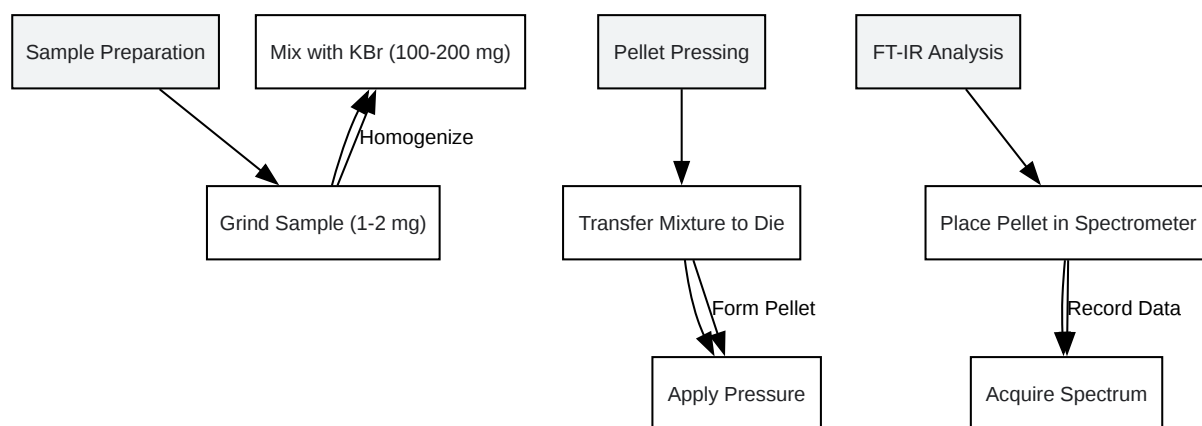 Sample Preparation
Mix with KBr (100-200 mg)
Pellet Pressing
FT-IR Analysis
Homogenize
Grind Sample (1-2 mg)
Transfer Mixture to Die
Place Pellet in Spectrometer
Form Pellet
Record Data
Apply Pressure
Acquire Spectrum